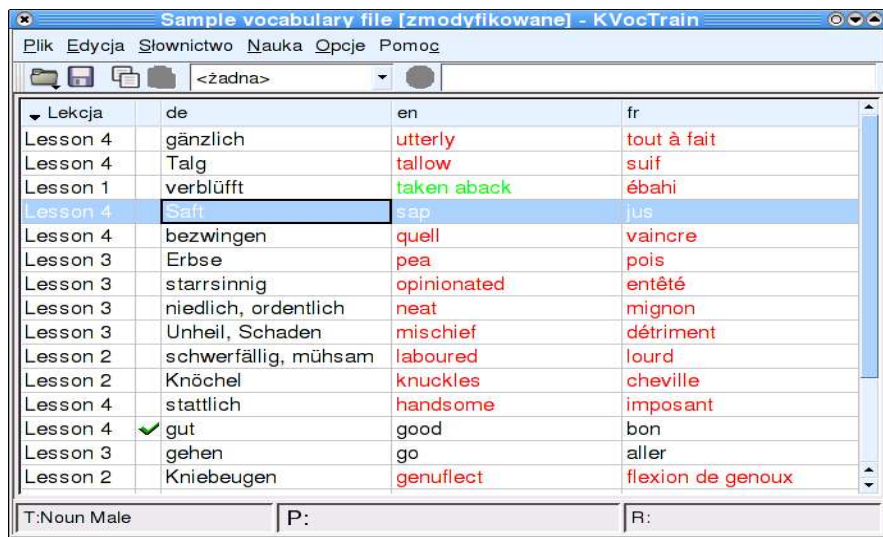 Sample vocabulary file [zmodyfikowane] - KVocTrain
Plik Edycja Słownictwo Nauka Opcje Pomoc
<żadna>
Lekcja de en fr
Lesson 4 gänzlich utterly tout à fait
Lesson 4 Talg tallow suif
Lesson 1 verblüfft taken aback ébahi
Lesson 4 Saft sap jus
Lesson 4 bezwingen quell vaincre
Lesson 3 Erbse pea pois
Lesson 3 starrsinnig opinionated entêté
Lesson 3 niedlich, ordentlich neat mignon
Lesson 3 Unheil, Schaden mischief détriment
Lesson 2 schwerfällig, mühsam laboured lourd
Lesson 2 Knöchel knuckles cheville
Lesson 4 stattlich handsome imposant
Lesson 4 gut good bon
Lesson 3 gehen go aller
Lesson 2 Kniebeugen genuflect flexion de genoux
T:Noun Male P: R: